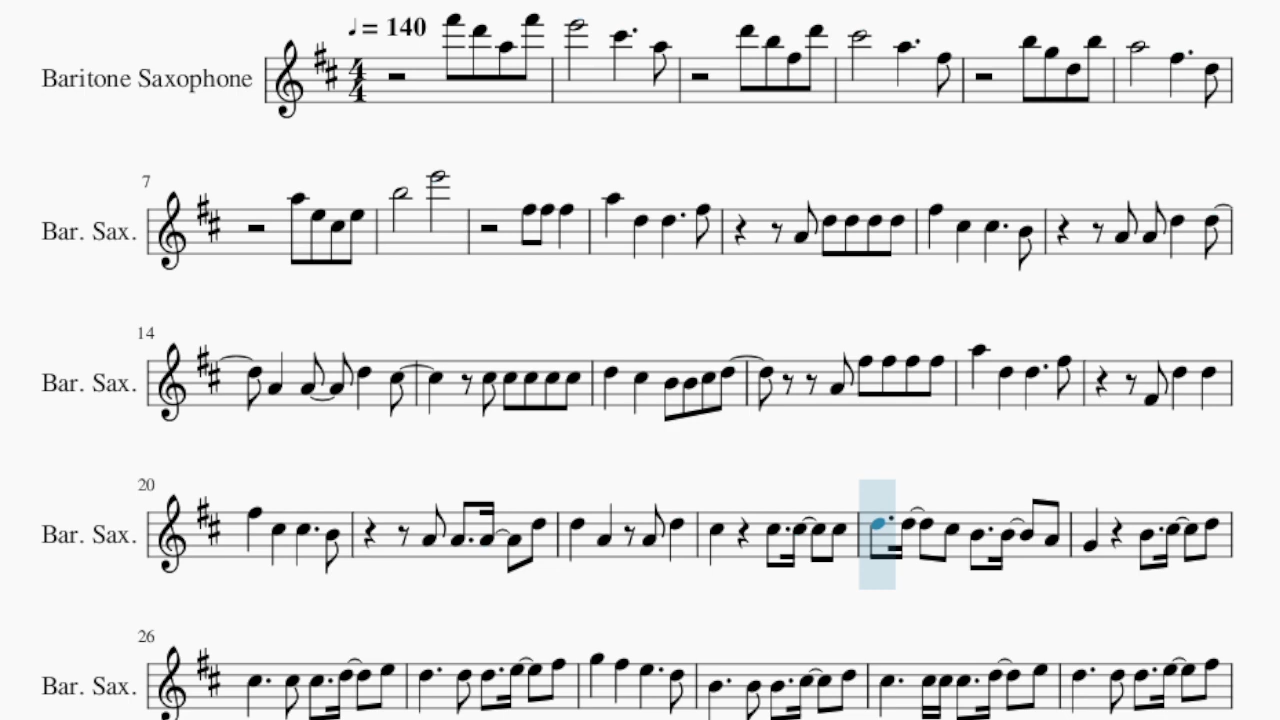 ♩= 140
Baritone Saxophone
4
4
7
Bar. Sax.
14
Bar. Sax.
20
Bar. Sax.
26
Bar. Sax.